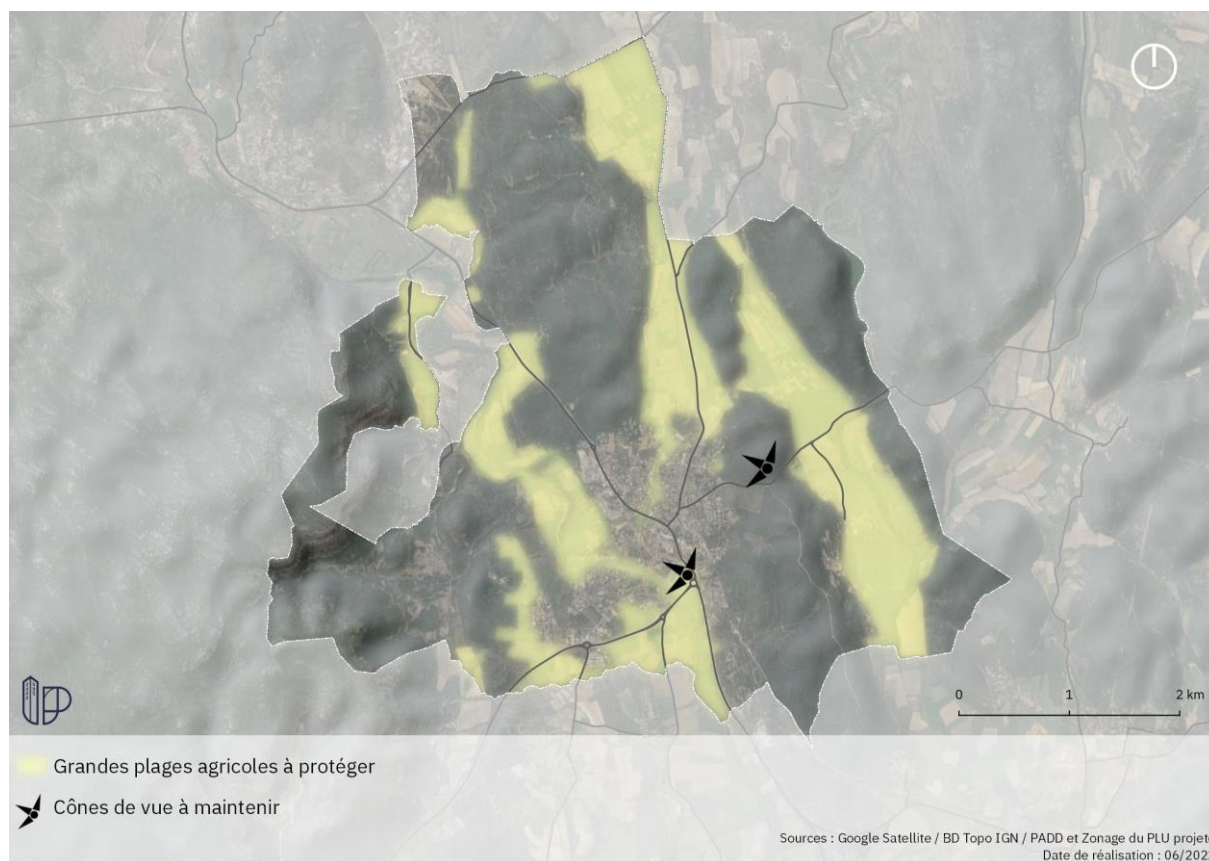 0 1 2 km
Grandes plages agricoles à protéger
Cônes de vue à maintenir
Sources : Google Satellite / BD Topo IGN / PADD et Zonage du PLU projet
Date de réalisation : 06/202